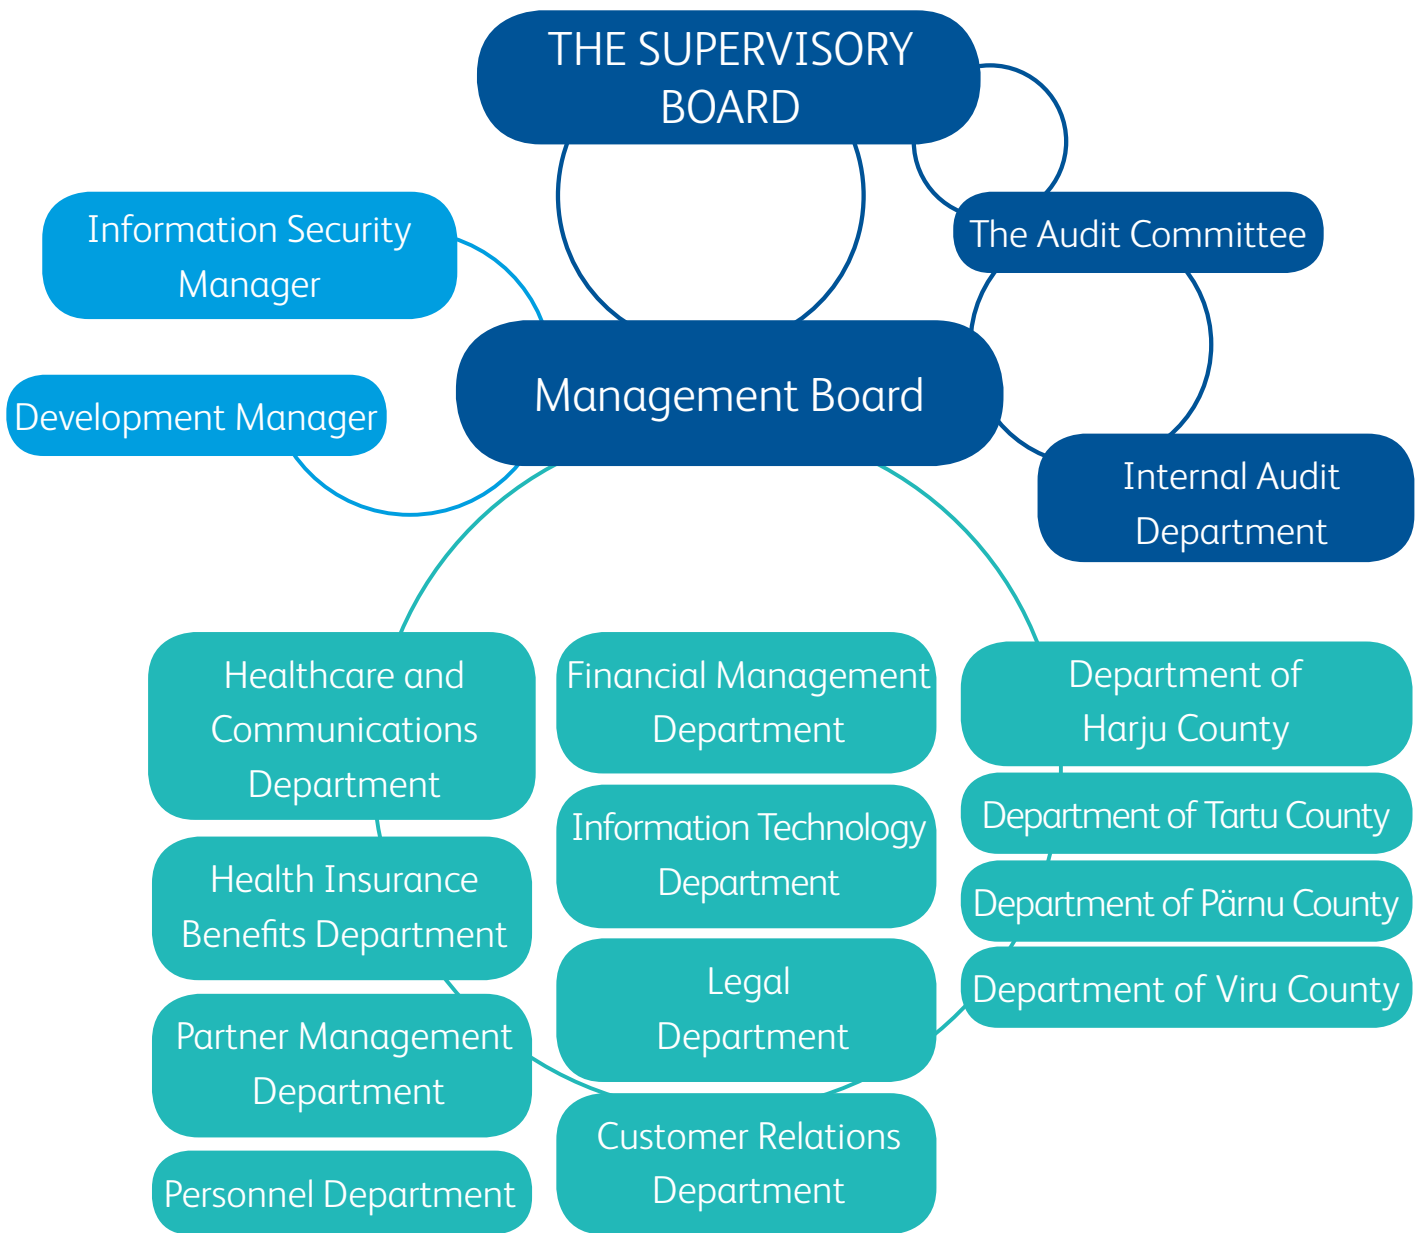 THE SUPERVISORY
BOARD
Information Security
Manager
The Audit Committee
Development Manager
Management Board
Internal Audit
Department
Healthcare and
Communications
Department
Health Insurance
Benefits Department
Partner Management
Department
Personnel Department
Financial Management
Department
Information Technology
Department
Legal
Department
Customer Relations
Department
Department of
Harju County
Department of Tartu County
Department of Pärnu County
Department of Viru County